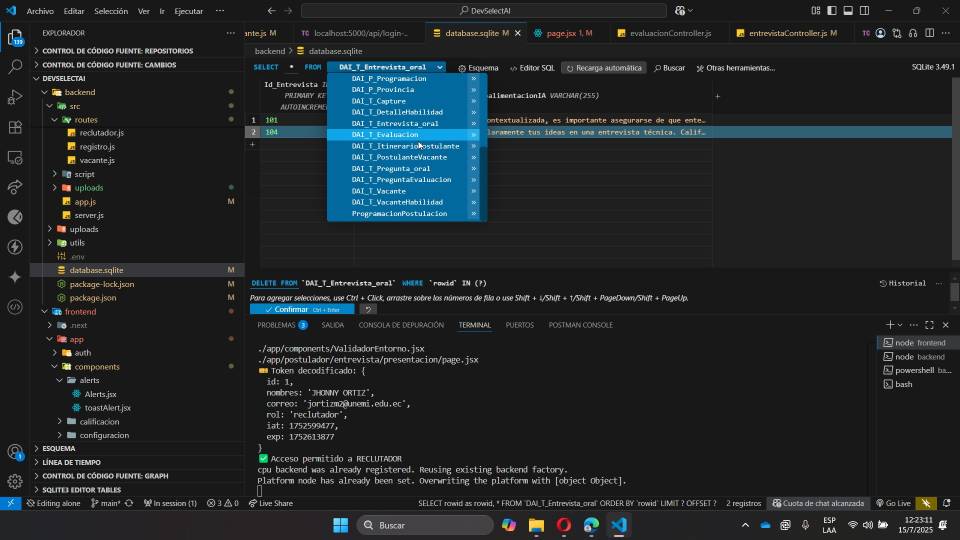 Archivo Editar Selección Ver Ir Ejecutar ···
DevSelectAI
EXPLORADOR ···
CONTROL DE CÓDIGO FUENTE: REPOSITORIOS
CONTROL DE CÓDIGO FUENTE: CAMBIOS
DEVSELECTAI
backend
src
routes
reclutador.js
registro.js
vacante.js
script
uploads
app.js M
server.js
uploads
utils
.env
database.sqlite M
package-lock.json M
package.json M
frontend
.next
app
auth
components
alerts
Alerts.jsx
toastAlert.jsx
calificacion
configuracion
ESQUEMA
LÍNEA DE TIEMPO
CONTROL DE CÓDIGO FUENTE: GRAPH
SQLITE3 EDITOR TABLES
139
1
ante.js M
localhost:5000/api/login-..
database.sqlite M
page.jsx 1, M
evaluacionController.js
entrevistaController.js M
backend > database.sqlite
SELECT * FROM DAI_T_Entrevista_oral
Esquema
Editor SQL
Recarga automática
Buscar
Otras herramientas…
SQLite 3.49.1
DAI_P_Programacion »
DAI_P_Provincia »
DAI_T_Capture »
DAI_T_DetalleHabilidad »
DAI_T_Entrevista_oral »
DAI_T_Evaluacion »
DAI_T_ItinerarioPostulante »
DAI_T_PostulanteVacante »
DAI_T_Pregunta_oral »
DAI_T_PreguntaEvaluacion »
DAI_T_Vacante »
DAI_T_VacanteHabilidad »
ProgramacionPostulacion »
Id_Entrevista
PRIMARY KE
AUTOINCREME
alimentacionIA VARCHAR(255)
+
1 101 ontextualizada, es importante asegurarse de que ente…
2 104 laramente tus ideas en una entrevista técnica. Calif…
+
DELETE FROM `DAI_T_Entrevista_oral` WHERE `rowid` IN (?)
Historial ···
Para agregar selecciones, use Ctrl + Click, arrastre sobre los números de fila o use Shift + ↓/Shift + ↑/Shift + PageDown/Shift + PageUp.
Confirmar Ctrl + Enter
PROBLEMAS 3 SALIDA CONSOLA DE DEPURACIÓN TERMINAL PUERTOS POSTMAN CONSOLE
./app/components/ValidadorEntorno.jsx
./app/postulador/entrevista/presentacion/page.jsx
Token decodificado: {
id: 1,
nombres: 'JHONNY ORTIZ',
correo: 'jortizm2@unemi.edu.ec',
rol: 'reclutador',
iat: 1752599477,
exp: 1752613877
}
Acceso permitido a RECLUTADOR
cpu backend was already registered. Reusing existing backend factory.
Platform node has already been set. Overwriting the platform with [object Object].
node frontend
node backend
powershell ba...
bash
Editing alone
main*
In session (1)
3 0
Live Share
SELECT rowid as rowid, * FROM 'DAI_T_Entrevista_oral' ORDER BY 'rowid' LIMIT ? OFFSET ?
2 registros
Cuota de chat alcanzada
Go Live
Buscar
ESP
LAA
12:23:11
15/7/2025